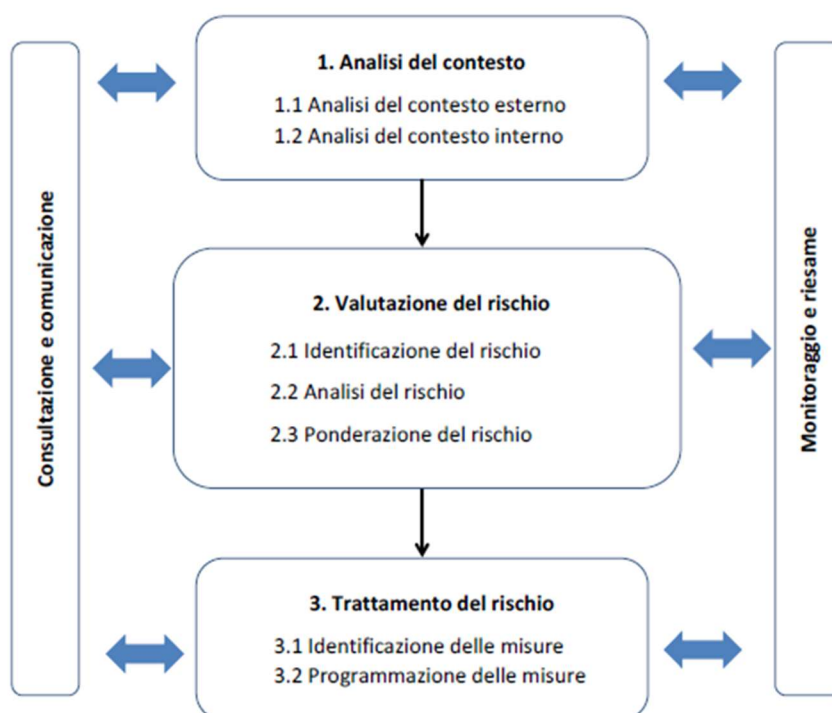 Consultazione e comunicazione
1. Analisi del contesto
1.1 Analisi del contesto esterno
1.2 Analisi del contesto interno
2. Valutazione del rischio
2.1 Identificazione del rischio
2.2 Analisi del rischio
2.3 Ponderazione del rischio
3. Trattamento del rischio
3.1 Identificazione delle misure
3.2 Programmazione delle misure
Monitoraggio e riesame